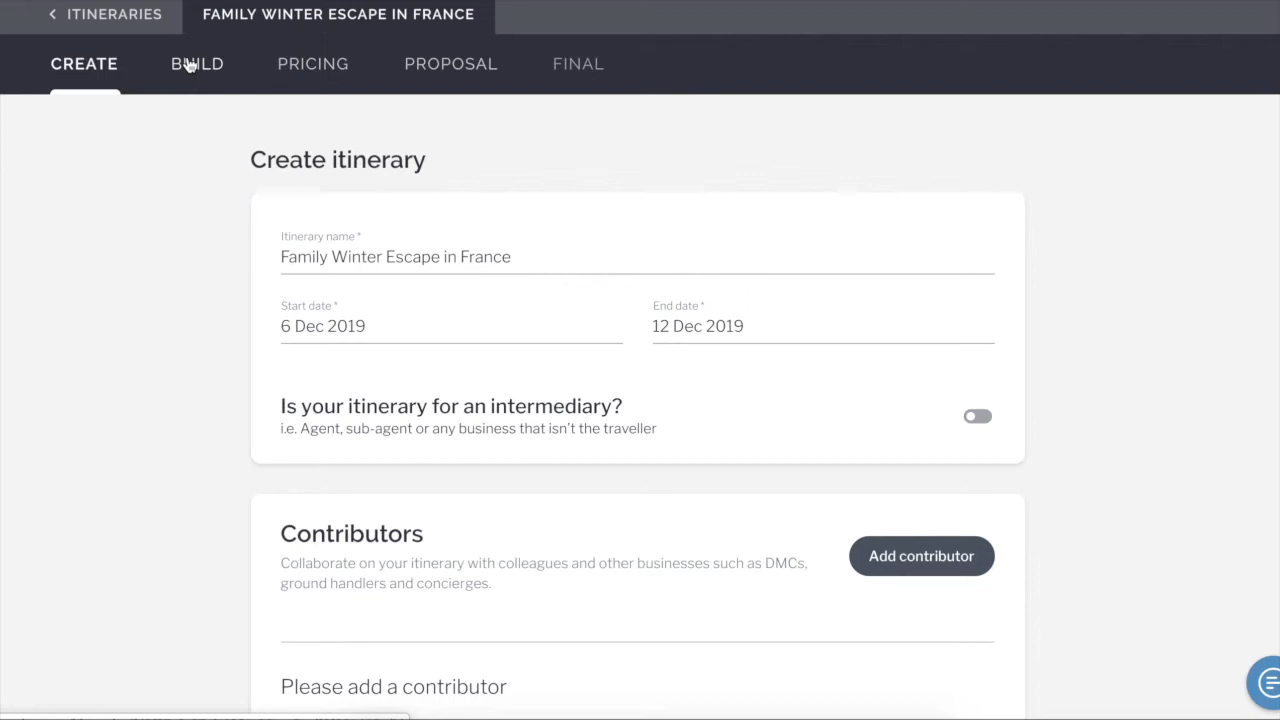 ITINERARIES
FAMILY WINTER ESCAPE IN FRANCE
CREATE
BUILD
PRICING
PROPOSAL
FINAL
Create itinerary
Itinerary name *
Family Winter Escape in France
Start date *
End date *
6 Dec 2019
12 Dec 2019
Is your itinerary for an intermediary?
i.e. Agent, sub-agent or any business that isn't the traveller
Contributors
Add contributor
Collaborate on your itinerary with colleagues and other businesses such as DMCs,
ground handlers and concierges.
Please add a contributor